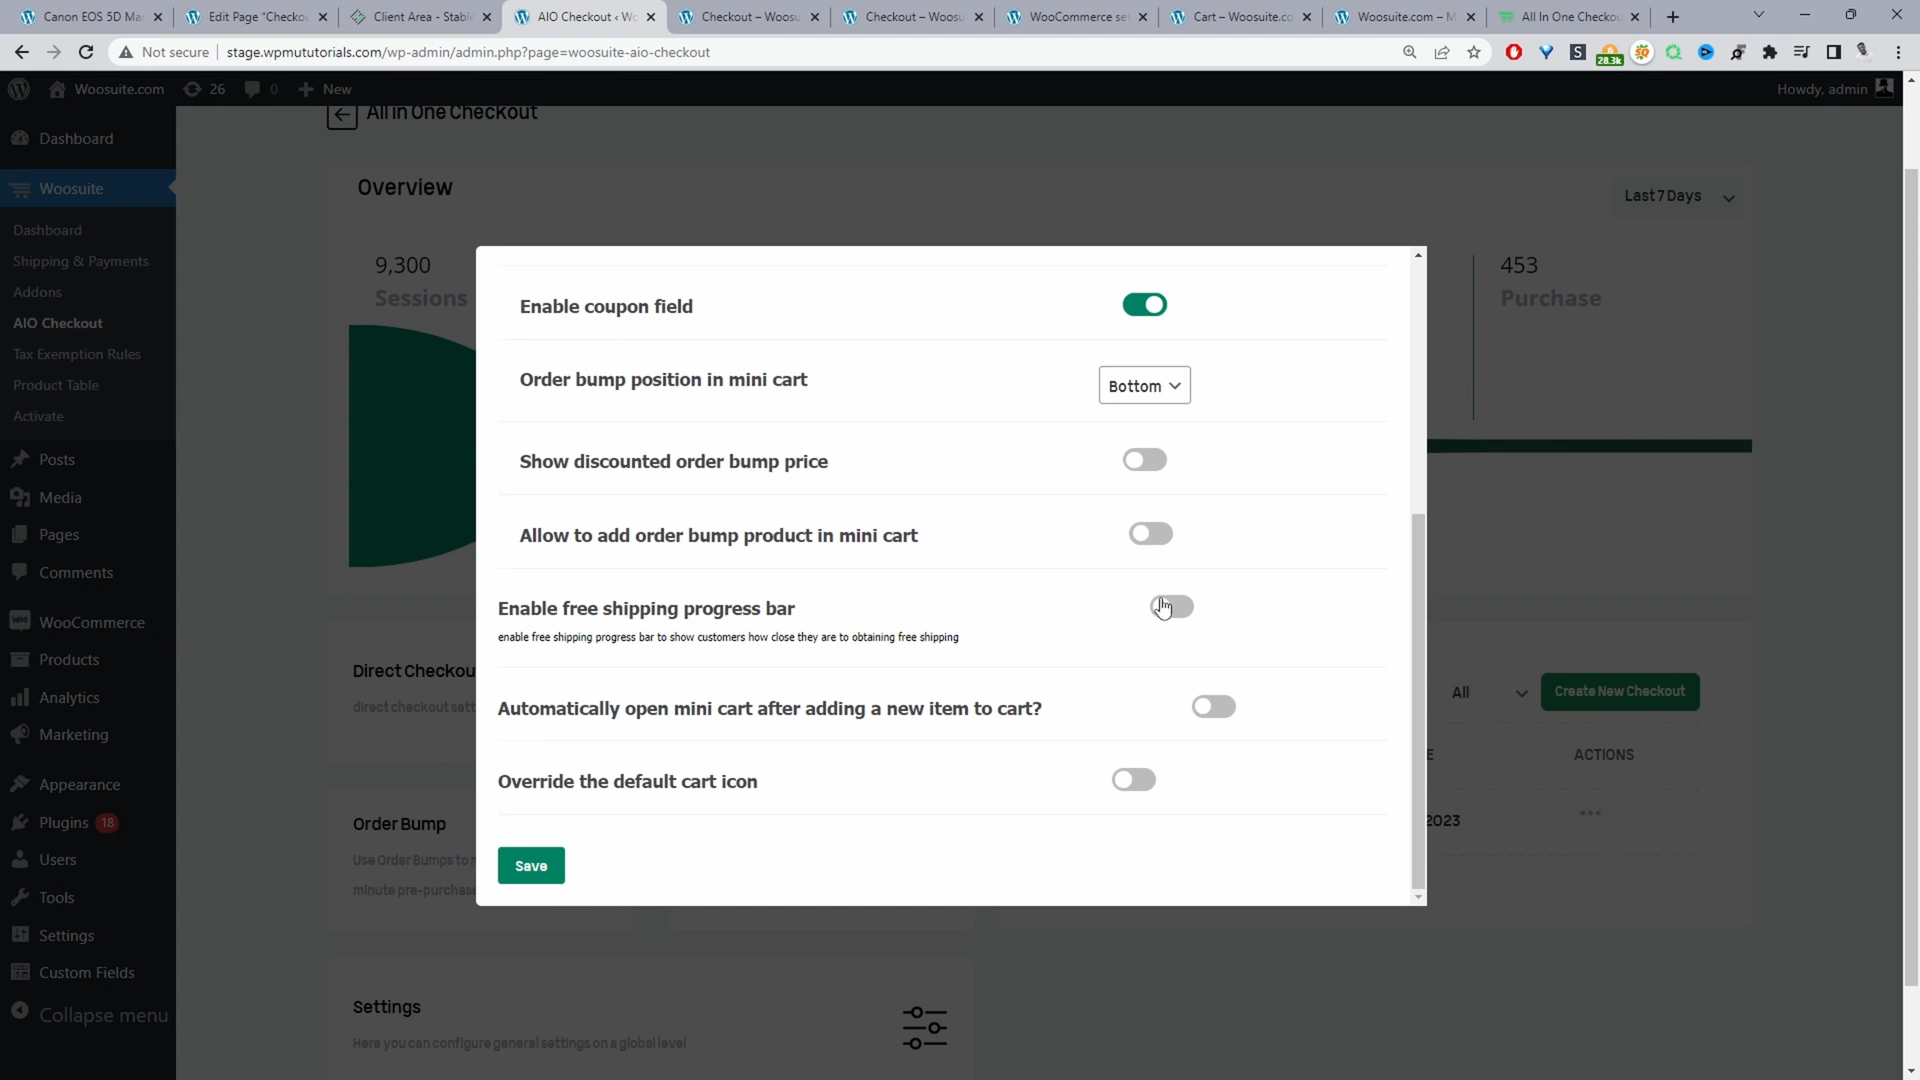 Canon EOS 5D Ma
Edit Page "Checko
Client Area - Stabl
AIO Checkout ‹ Wo
Checkout – Woosu
Checkout – Woosu
WooCommerce se
Cart – Woosuite.co
Woosuite.com – M
All In One Checko
Not secure
stage.wpmututorials.com/wp-admin/admin.php?page=woosuite-aio-checkout
28.3k
Woosuite.com
26
0
New
Howdy, admin
Dashboard
Woosuite
Dashboard
Shipping & Payments
Addons
AIO Checkout
Tax Exemption Rules
Product Table
Activate
Posts
Media
Pages
Comments
WooCommerce
Products
Analytics
Marketing
Appearance
Plugins 18
Users
Tools
Settings
Custom Fields
Collapse menu
All in One Checkout
Overview
Last 7 Days
9,300
Sessions
453
Purchase
Enable coupon field
Order bump position in mini cart
Bottom
Show discounted order bump price
Allow to add order bump product in mini cart
Enable free shipping progress bar
enable free shipping progress bar to show customers how close they are to obtaining free shipping
Automatically open mini cart after adding a new item to cart?
Override the default cart icon
Save
Direct Checkou
direct checkout sett
All
Create New Checkout
E
ACTIONS
2023
Order Bump
Use Order Bumps to
minute pre-purchase
Settings
Here you can configure general settings on a global level